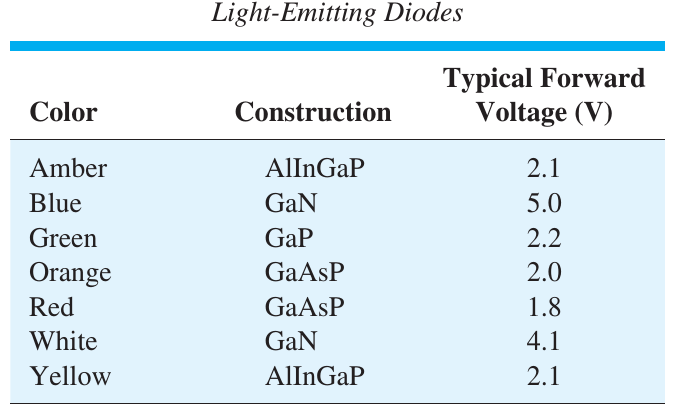 Light-Emitting Diodes
Typical Forward
Color Construction Voltage (V)
Amber AlInGaP 2.1
Blue GaN 5.0
Green GaP 2.2
Orange GaAsP 2.0
Red GaAsP 1.8
White GaN 4.1
Yellow AlInGaP 2.1